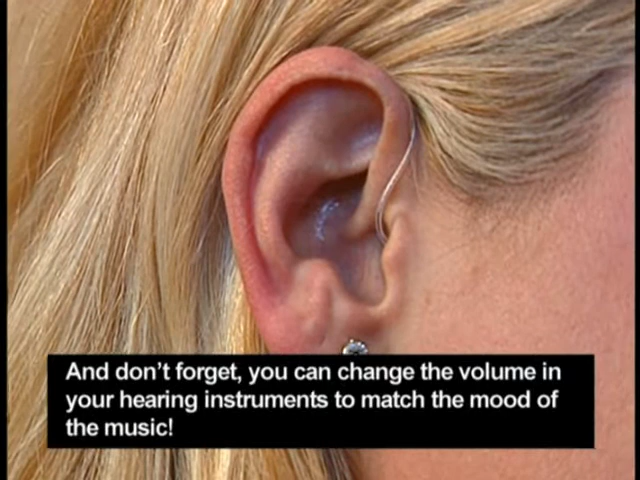 And don't forget, you can change the volume in
your hearing instruments to match the mood of
the music!